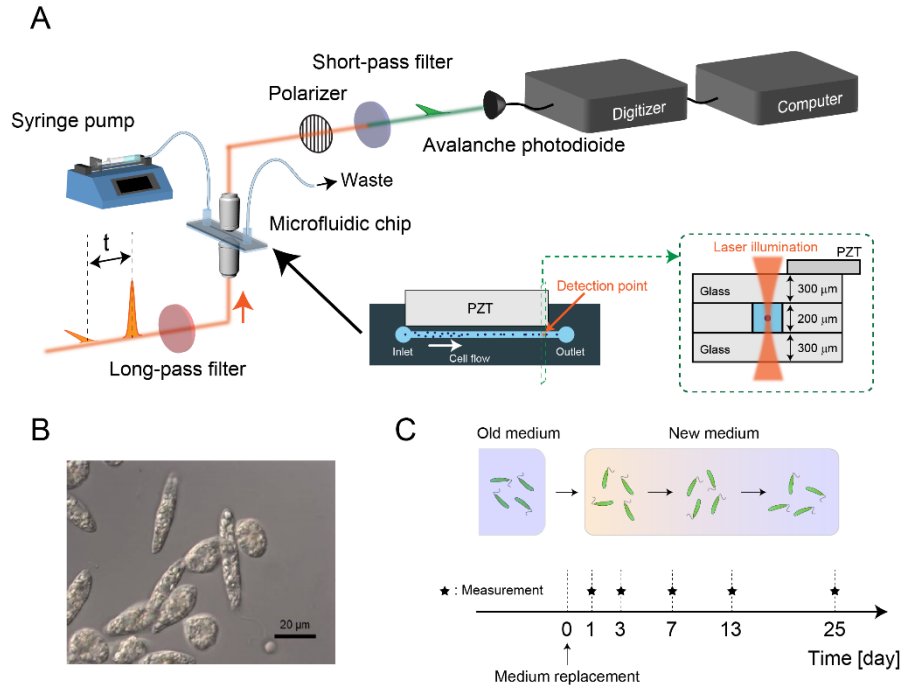 A
Short-pass filter
Polarizer
Syringe pump
Digitizer
Computer
Avalanche photodioide
Waste
Microfluidic chip
t
Long-pass filter
PZT
Detection point
Inlet
Cell flow
Outlet
Laser illumination
PZT
Glass
300 µm
200 µm
Glass
300 µm
B
20 µm
C
Old medium
New medium
★ : Measurement
0 1 3 7 13 25
Time [day]
Medium replacement